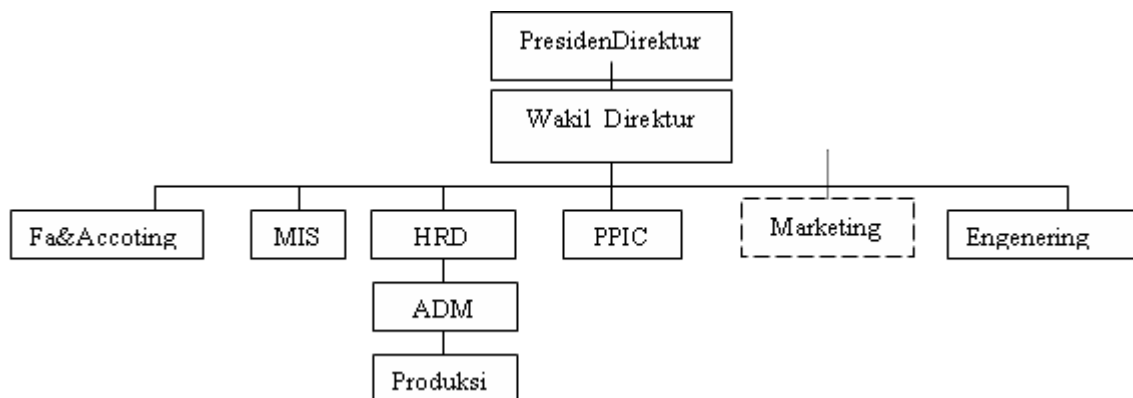 PresidenDirektur
Wakil Direktur
Fa&Accoting
MIS
HRD
PPIC
Marketing
Engenering
ADM
Produksi